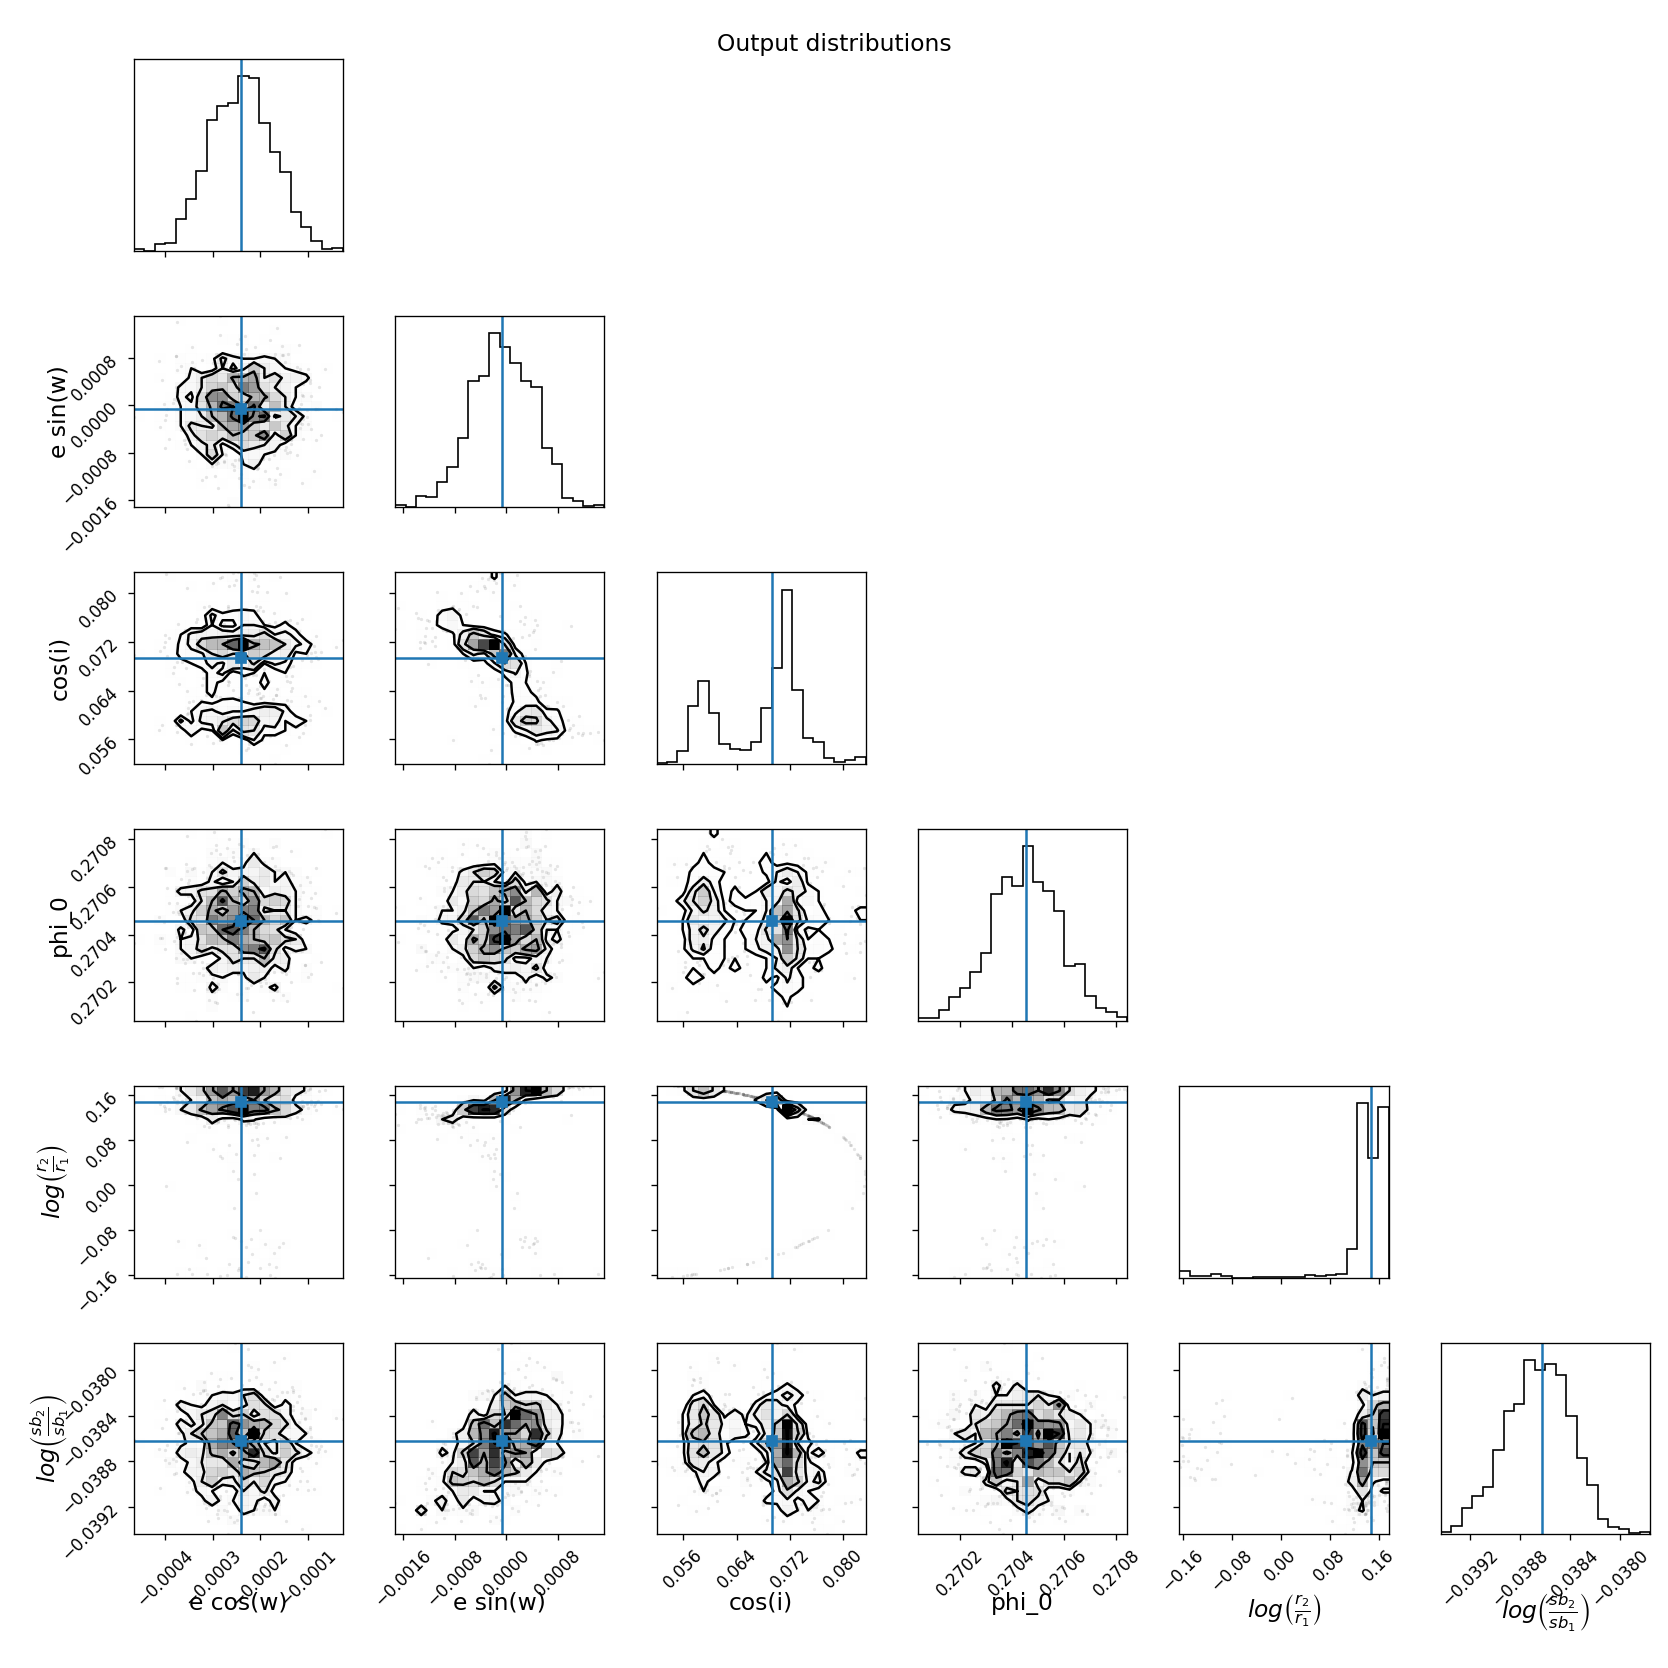 Output distributions
e sin(w)
0.0008
0.0000
−0.0008
−0.0016
cos(i)
0.080
0.072
0.064
0.056
phi_0
0.2708
0.2706
0.2704
0.2702
log(r2/r1)
0.16
0.08
0.00
−0.08
−0.16
log(sb2/sb1)
−0.0380
−0.0384
−0.0388
−0.0392
−0.0004 −0.0003 −0.0002 −0.0001
−0.0016 −0.0008 0.0000 0.0008
0.056 0.064 0.072 0.080
0.2702 0.2704 0.2706 0.2708
−0.16 −0.08 0.00 0.08 0.16
−0.0392 −0.0388 −0.0384 −0.0380
e cos(w) e sin(w) cos(i) phi_0 log(r2/r1) log(sb2/sb1)